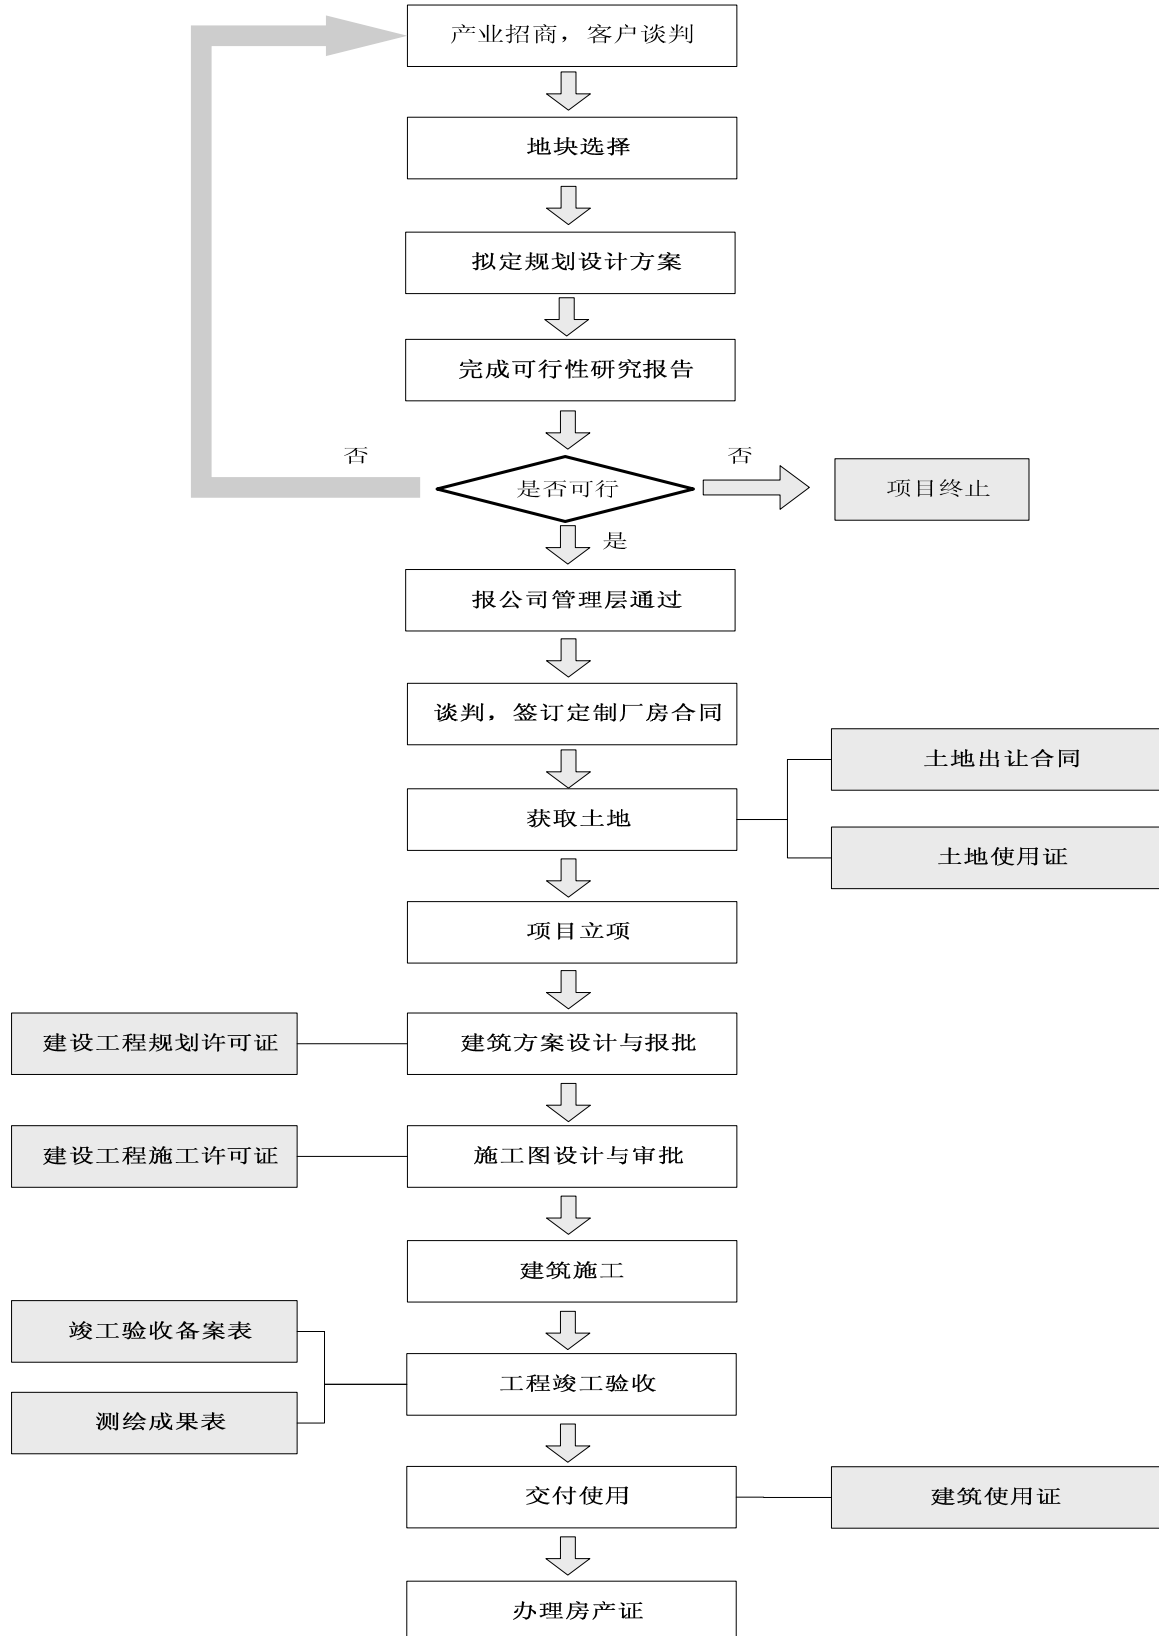 产业招商，客户谈判
地块选择
拟定规划设计方案
完成可行性研究报告
否
否
是否可行
项目终止
是
报公司管理层通过
谈判，签订定制厂房合同
土地出让合同
获取土地
土地使用证
项目立项
建设工程规划许可证
建筑方案设计与报批
建设工程施工许可证
施工图设计与审批
建筑施工
竣工验收备案表
工程竣工验收
测绘成果表
交付使用
建筑使用证
办理房产证